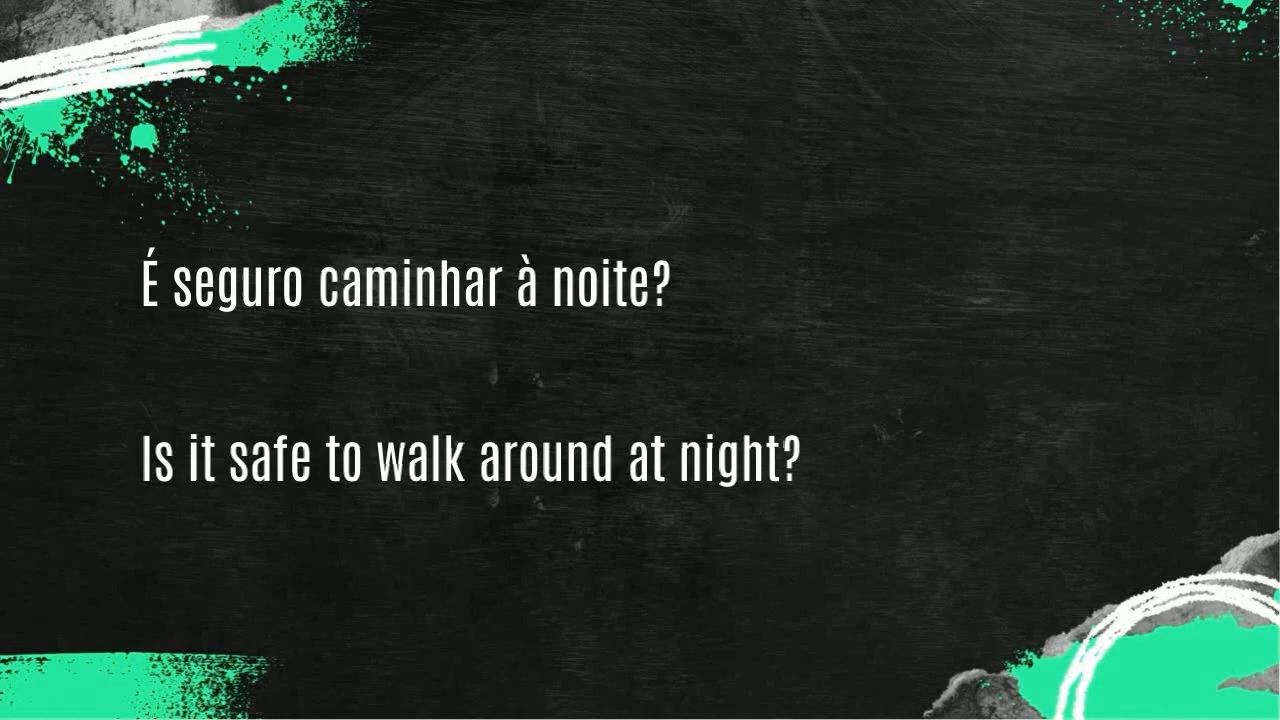 É seguro caminhar à noite?
Is it safe to walk around at night?